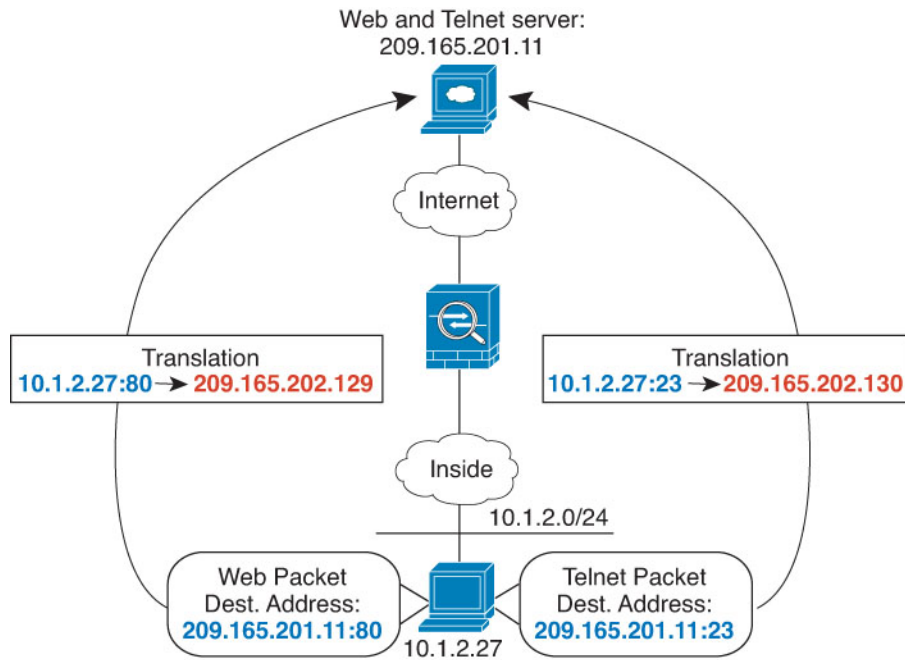 Web and Telnet server:
209.165.201.11
Internet
Translation
10.1.2.27:80 → 209.165.202.129
Translation
10.1.2.27:23 → 209.165.202.130
Inside
10.1.2.0/24
Web Packet
Dest. Address:
209.165.201.11:80
Telnet Packet
Dest. Address:
209.165.201.11:23
10.1.2.27